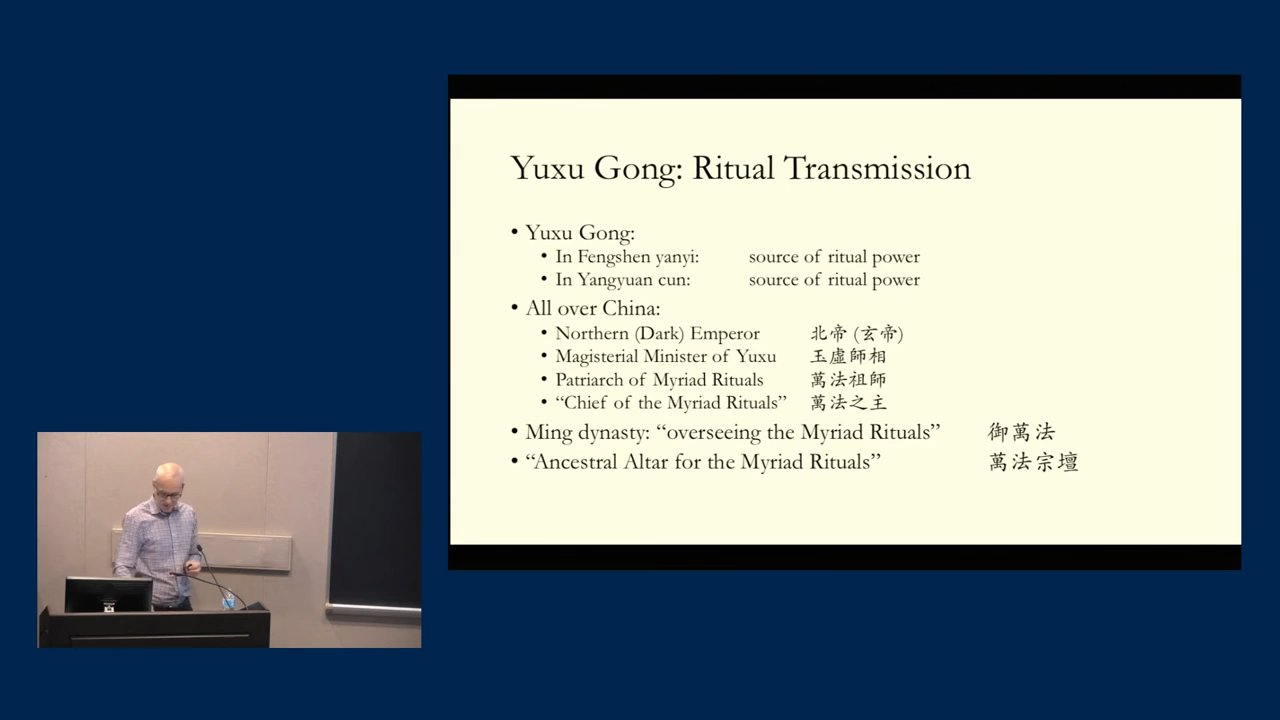 Yuxu Gong: Ritual Transmission
• Yuxu Gong:
• In Fengshen yanyi: source of ritual power
• In Yangyuan cun: source of ritual power
• All over China:
• Northern (Dark) Emperor 北帝 (玄帝)
• Magisterial Minister of Yuxu 玉虛師相
• Patriarch of Myriad Rituals 萬法祖師
• “Chief of the Myriad Rituals” 萬法之主
• Ming dynasty: “overseeing the Myriad Rituals” 御萬法
• “Ancestral Altar for the Myriad Rituals” 萬法宗壇